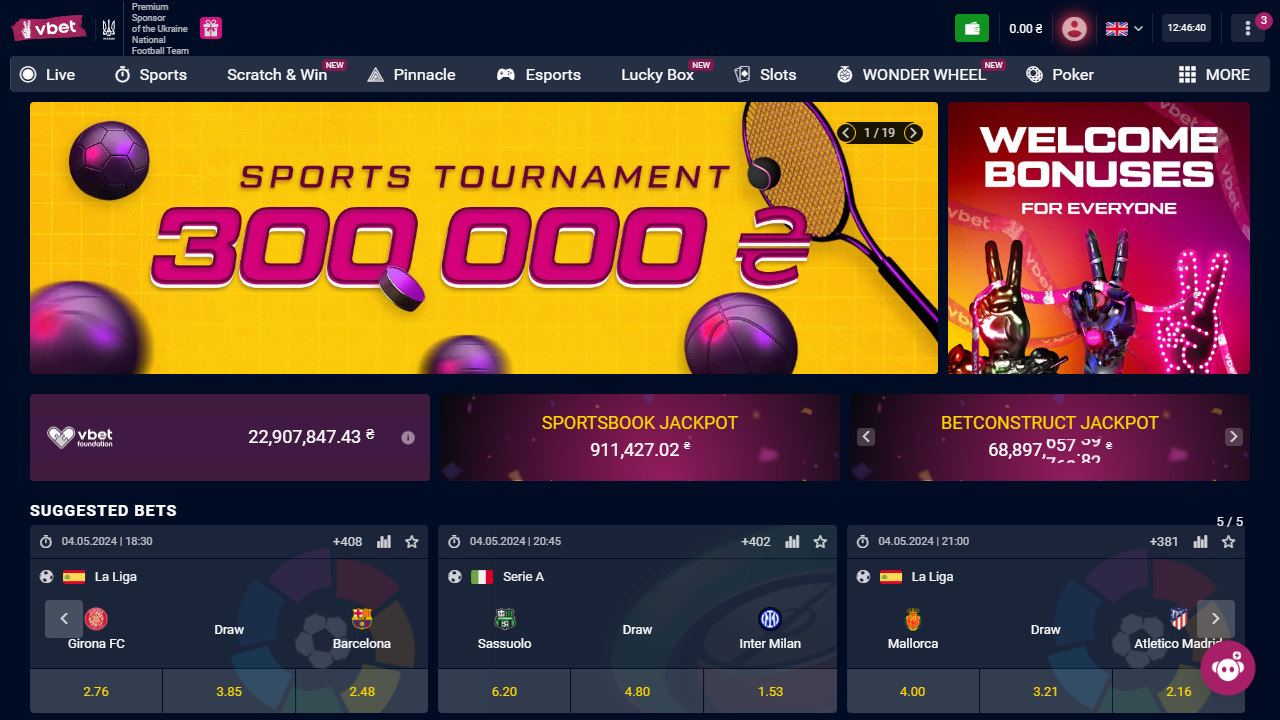 vbet
Premium
Sponsor
of the Ukraine
National
Football Team
0.00 ₴
12:46:40
3
Live
Sports
Scratch & Win
NEW
Pinnacle
Esports
Lucky Box
NEW
Slots
WONDER WHEEL
NEW
Poker
MORE
SPORTS TOURNAMENT
300 000 ₴
1 / 19
WELCOME
BONUSES
FOR EVERYONE
vbet
vbet
vbet
foundation
22,907,847.43 ₴
SPORTSBOOK JACKPOT
911,427.02 ₴
BETCONSTRUCT JACKPOT
68,897,
₴
SUGGESTED BETS
5 / 5
04.05.2024 | 18:30
+408
La Liga
Girona FC
Draw
Barcelona
2.76
3.85
2.48
04.05.2024 | 20:45
+402
Serie A
Sassuolo
Draw
Inter Milan
6.20
4.80
1.53
04.05.2024 | 21:00
+381
La Liga
Mallorca
Draw
Atletico Madrid
4.00
3.21
2.16